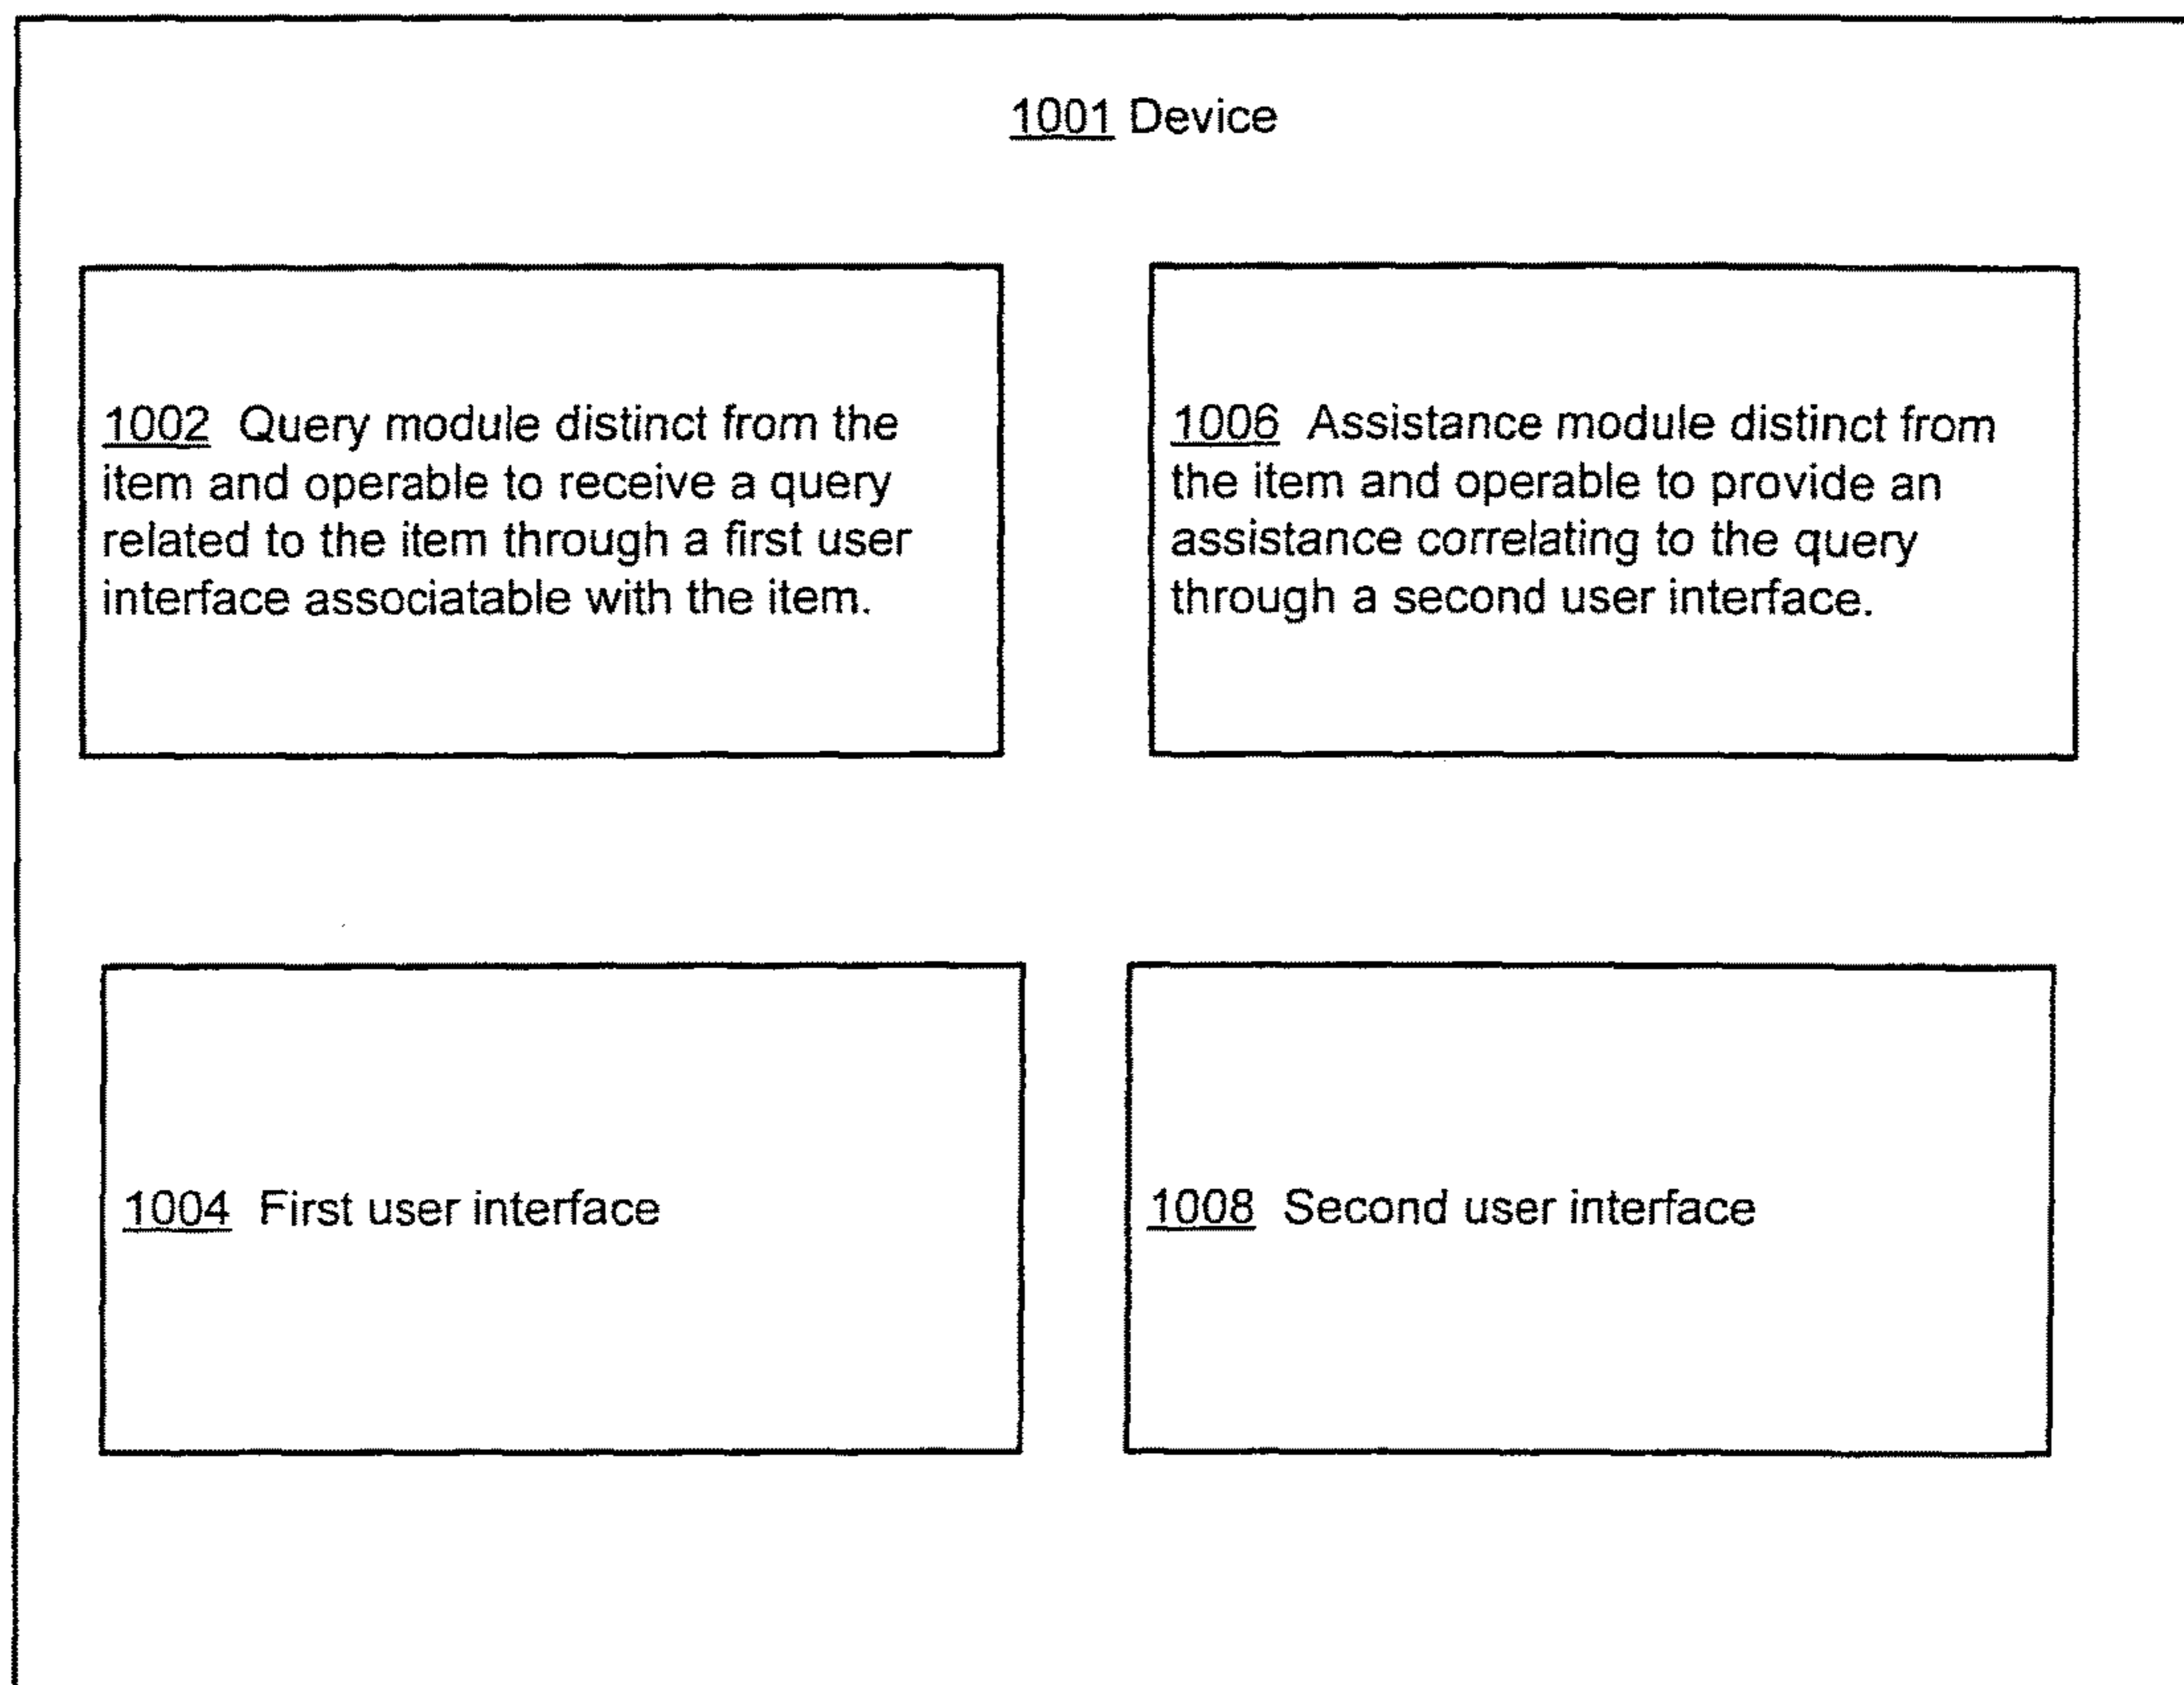 1001 Device
1002 Query module distinct from the
item and operable to receive a query
related to the item through a first user
interface associatable with the item.
1006 Assistance module distinct from
the item and operable to provide an
assistance correlating to the query
through a second user interface.
1004 First user interface
1008 Second user interface